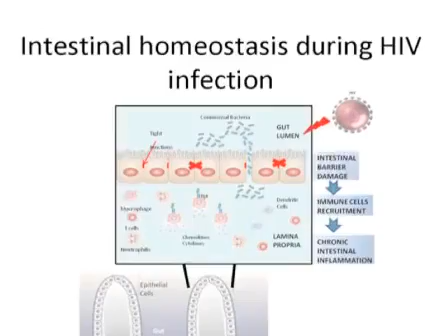 Intestinal homeostasis during HIV
infection
Commensal Bacteria
Tight
Junctions
GUT
LUMEN
INTESTINAL
BARRIER
DAMAGE
IMMUNE CELLS
RECRUITMENT
CHRONIC
INTESTINAL
INFLAMMATION
Macrophage
T cells
Neutrophils
Chemokines
Cytokines
Dendritic
Cells
LAMINA
PROPRIA
Epithelial
Cells
Gut